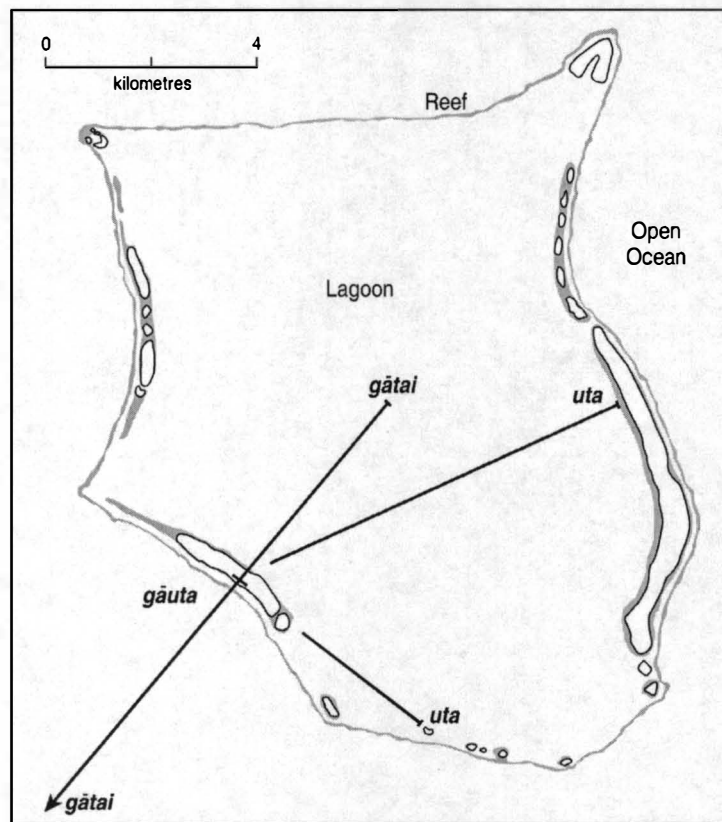 0 4
kilometres
Reef
Open
Ocean
Lagoon
gātai
uta
gāuta
uta
gātai